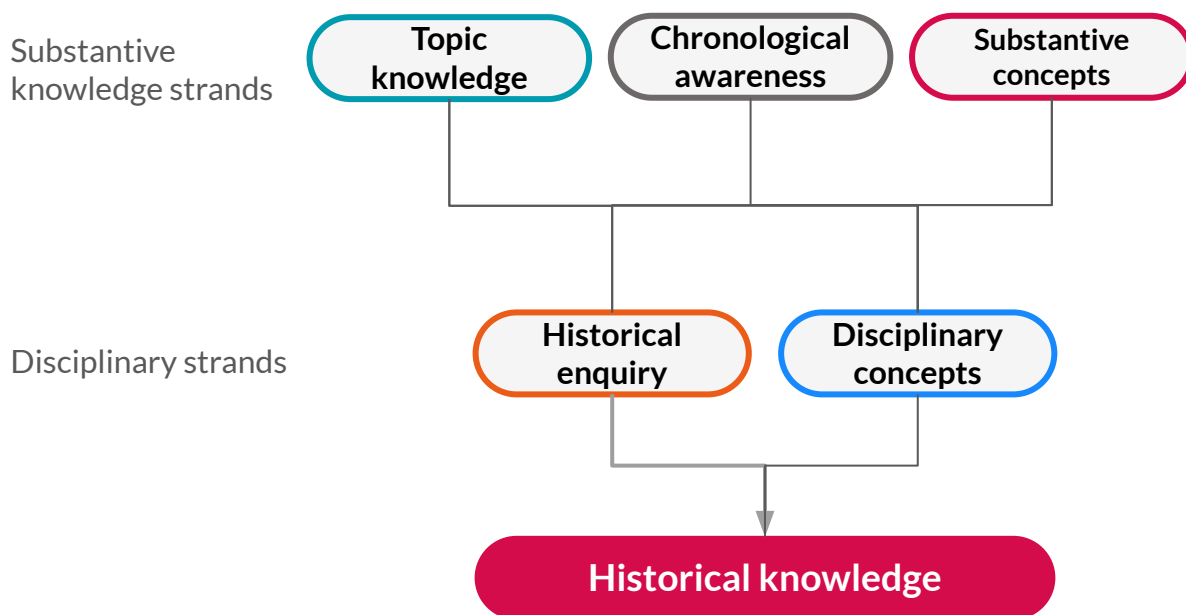 Substantive
knowledge strands
Topic
knowledge
Chronological
awareness
Substantive
concepts
Disciplinary strands
Historical
enquiry
Disciplinary
concepts
Historical knowledge